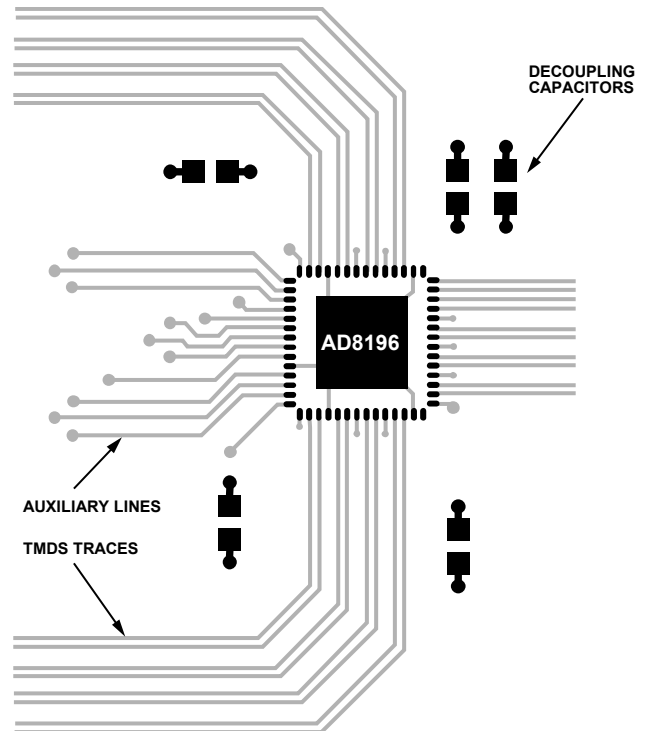 DECOUPLING
CAPACITORS
AD8196
AUXILIARY LINES
TMDS TRACES